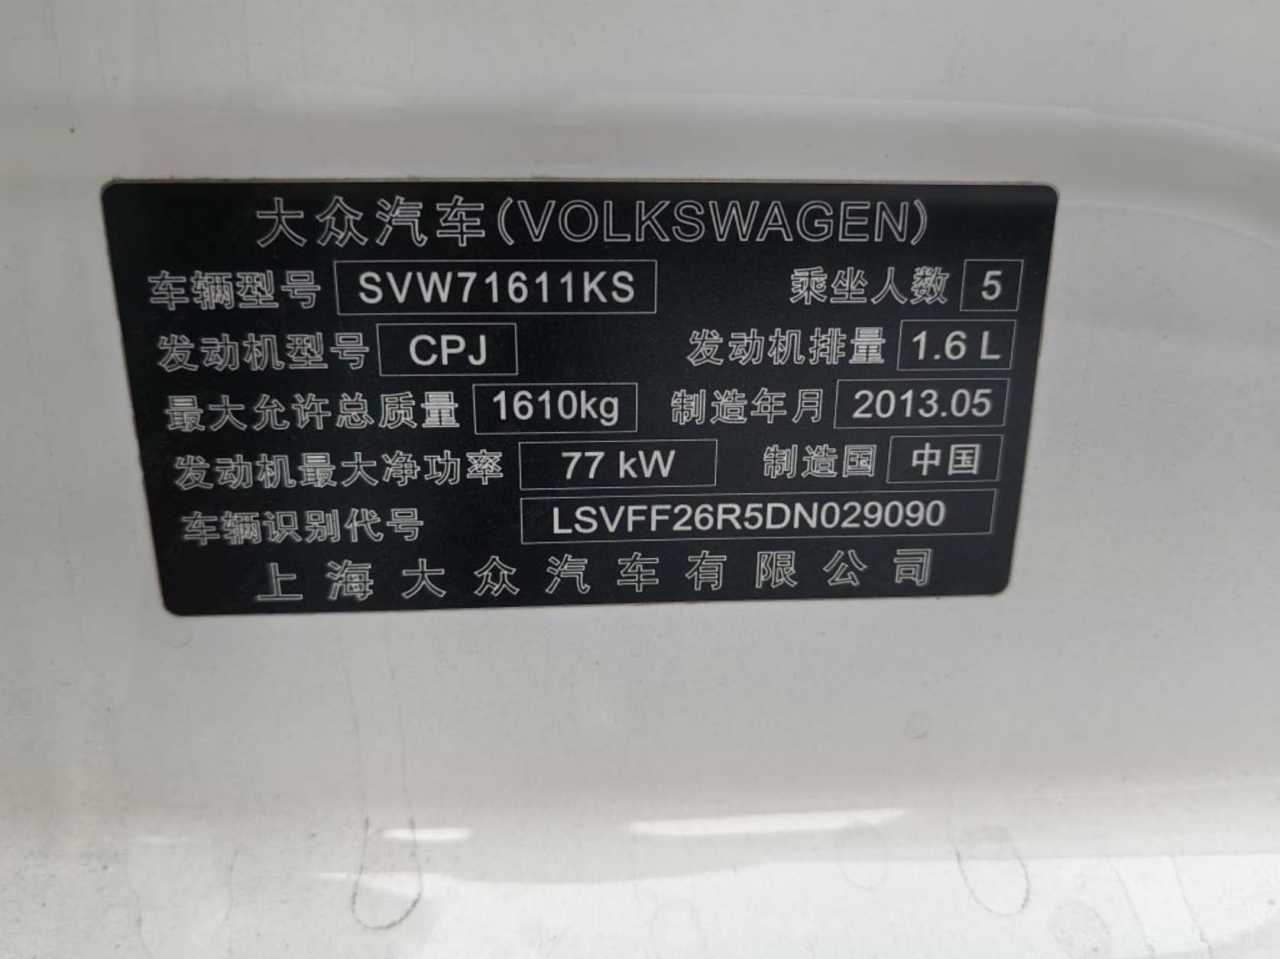 大众汽车(VOLKSWAGEN)
车辆型号 SVW71611KS 乘坐人数 5
发动机型号 CPJ 发动机排量 1.6 L
最大允许总质量 1610kg 制造年月 2013.05
发动机最大净功率 77 kW 制造国 中国
车辆识别代号 LSVFF26R5DN029090
上海大众汽车有限公司